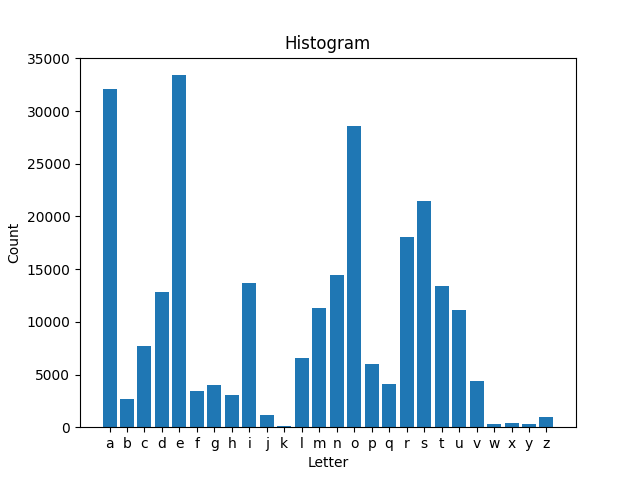 Histogram
35000
30000
25000
20000
15000
10000
5000
0
Count
a b c d e f g h i j k l m n o p q r s t u v w x y z
Letter